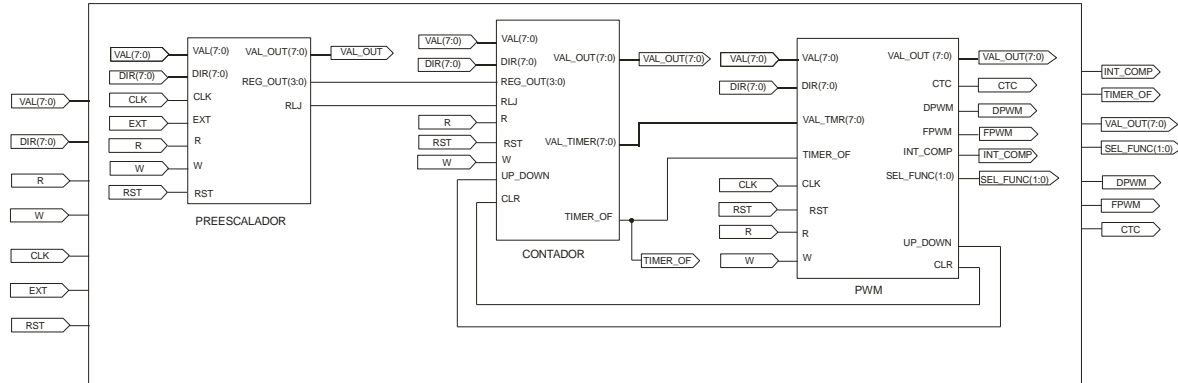 VAL(7:0)
DIR(7:0)
R
W
CLK
EXT
RST
VAL(7:0)
DIR(7:0)
CLK
EXT
R
W
RST
VAL(7:0)
DIR(7:0)
CLK
EXT
R
W
RST
VAL_OUT(7:0)
REG_OUT(3:0)
RLJ
PREESCALADOR
VAL_OUT
VAL(7:0)
DIR(7:0)
R
RST
W
VAL(7:0)
DIR(7:0)
REG_OUT(3:0)
RLJ
R
RST
W
UP_DOWN
CLR
VAL_OUT(7:0)
VAL_TIMER(7:0)
TIMER_OF
CONTADOR
VAL_OUT(7:0)
TIMER_OF
VAL(7:0)
DIR(7:0)
CLK
RST
R
W
VAL(7:0)
DIR(7:0)
VAL_TMR(7:0)
TIMER_OF
CLK
RST
R
W
VAL_OUT (7:0)
CTC
DPWM
FPWM
INT_COMP
SEL_FUNC(1:0)
UP_DOWN
CLR
PWM
VAL_OUT(7:0)
CTC
DPWM
FPWM
INT_COMP
SEL_FUNC(1:0)
INT_COMP
TIMER_OF
VAL_OUT(7:0)
SEL_FUNC(1:0)
DPWM
FPWM
CTC